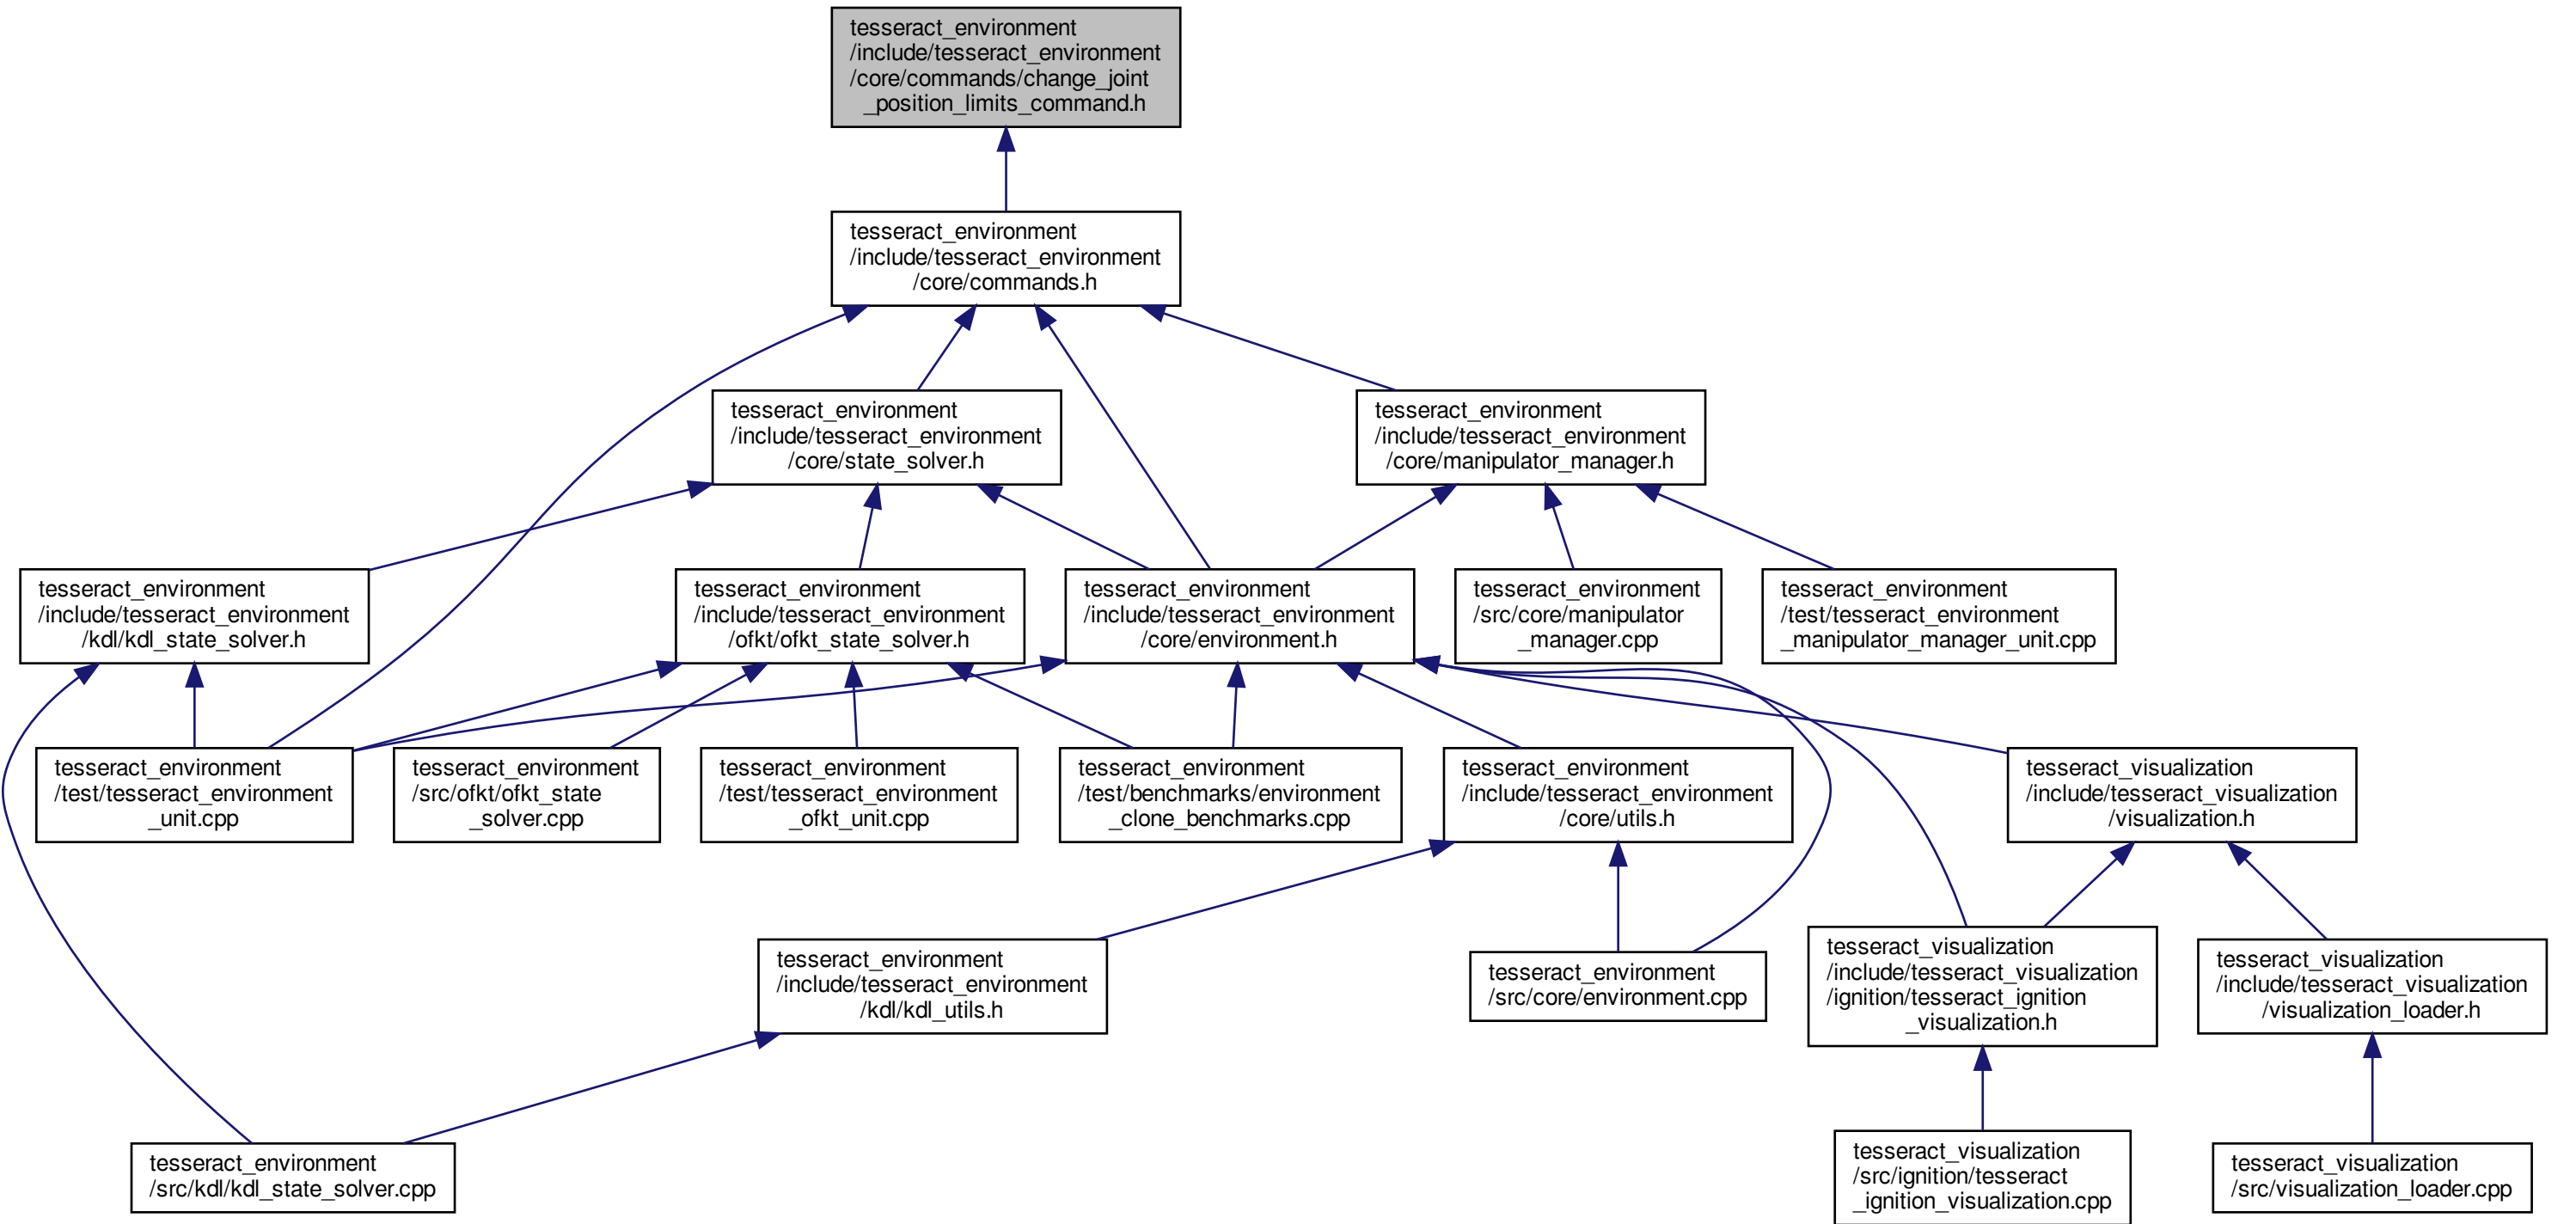 tesseract_environment
/include/tesseract_environment
/core/commands/change_joint
_position_limits_command.h
tesseract_environment
/include/tesseract_environment
/core/commands.h
tesseract_environment
/include/tesseract_environment
/core/state_solver.h
tesseract_environment
/include/tesseract_environment
/core/manipulator_manager.h
tesseract_environment
/include/tesseract_environment
/kdl/kdl_state_solver.h
tesseract_environment
/include/tesseract_environment
/ofkt/ofkt_state_solver.h
tesseract_environment
/include/tesseract_environment
/core/environment.h
tesseract_environment
/src/core/manipulator
_manager.cpp
tesseract_environment
/test/tesseract_environment
_manipulator_manager_unit.cpp
tesseract_environment
/test/tesseract_environment
_unit.cpp
tesseract_environment
/src/ofkt/ofkt_state
_solver.cpp
tesseract_environment
/test/tesseract_environment
_ofkt_unit.cpp
tesseract_environment
/test/benchmarks/environment
_clone_benchmarks.cpp
tesseract_environment
/include/tesseract_environment
/core/utils.h
tesseract_visualization
/include/tesseract_visualization
/visualization.h
tesseract_environment
/include/tesseract_environment
/kdl/kdl_utils.h
tesseract_environment
/src/core/environment.cpp
tesseract_visualization
/include/tesseract_visualization
/ignition/tesseract_ignition
_visualization.h
tesseract_visualization
/include/tesseract_visualization
/visualization_loader.h
tesseract_environment
/src/kdl/kdl_state_solver.cpp
tesseract_visualization
/src/ignition/tesseract
_ignition_visualization.cpp
tesseract_visualization
/src/visualization_loader.cpp